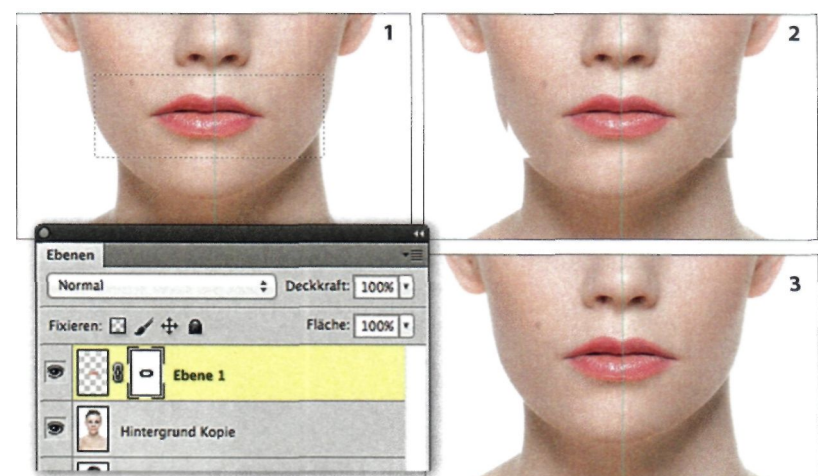 1
2
Ebenen
Normal
Deckkraft: 100%
Fixieren:
Fläche: 100%
3
Ebene 1
Hintergrund Kopie